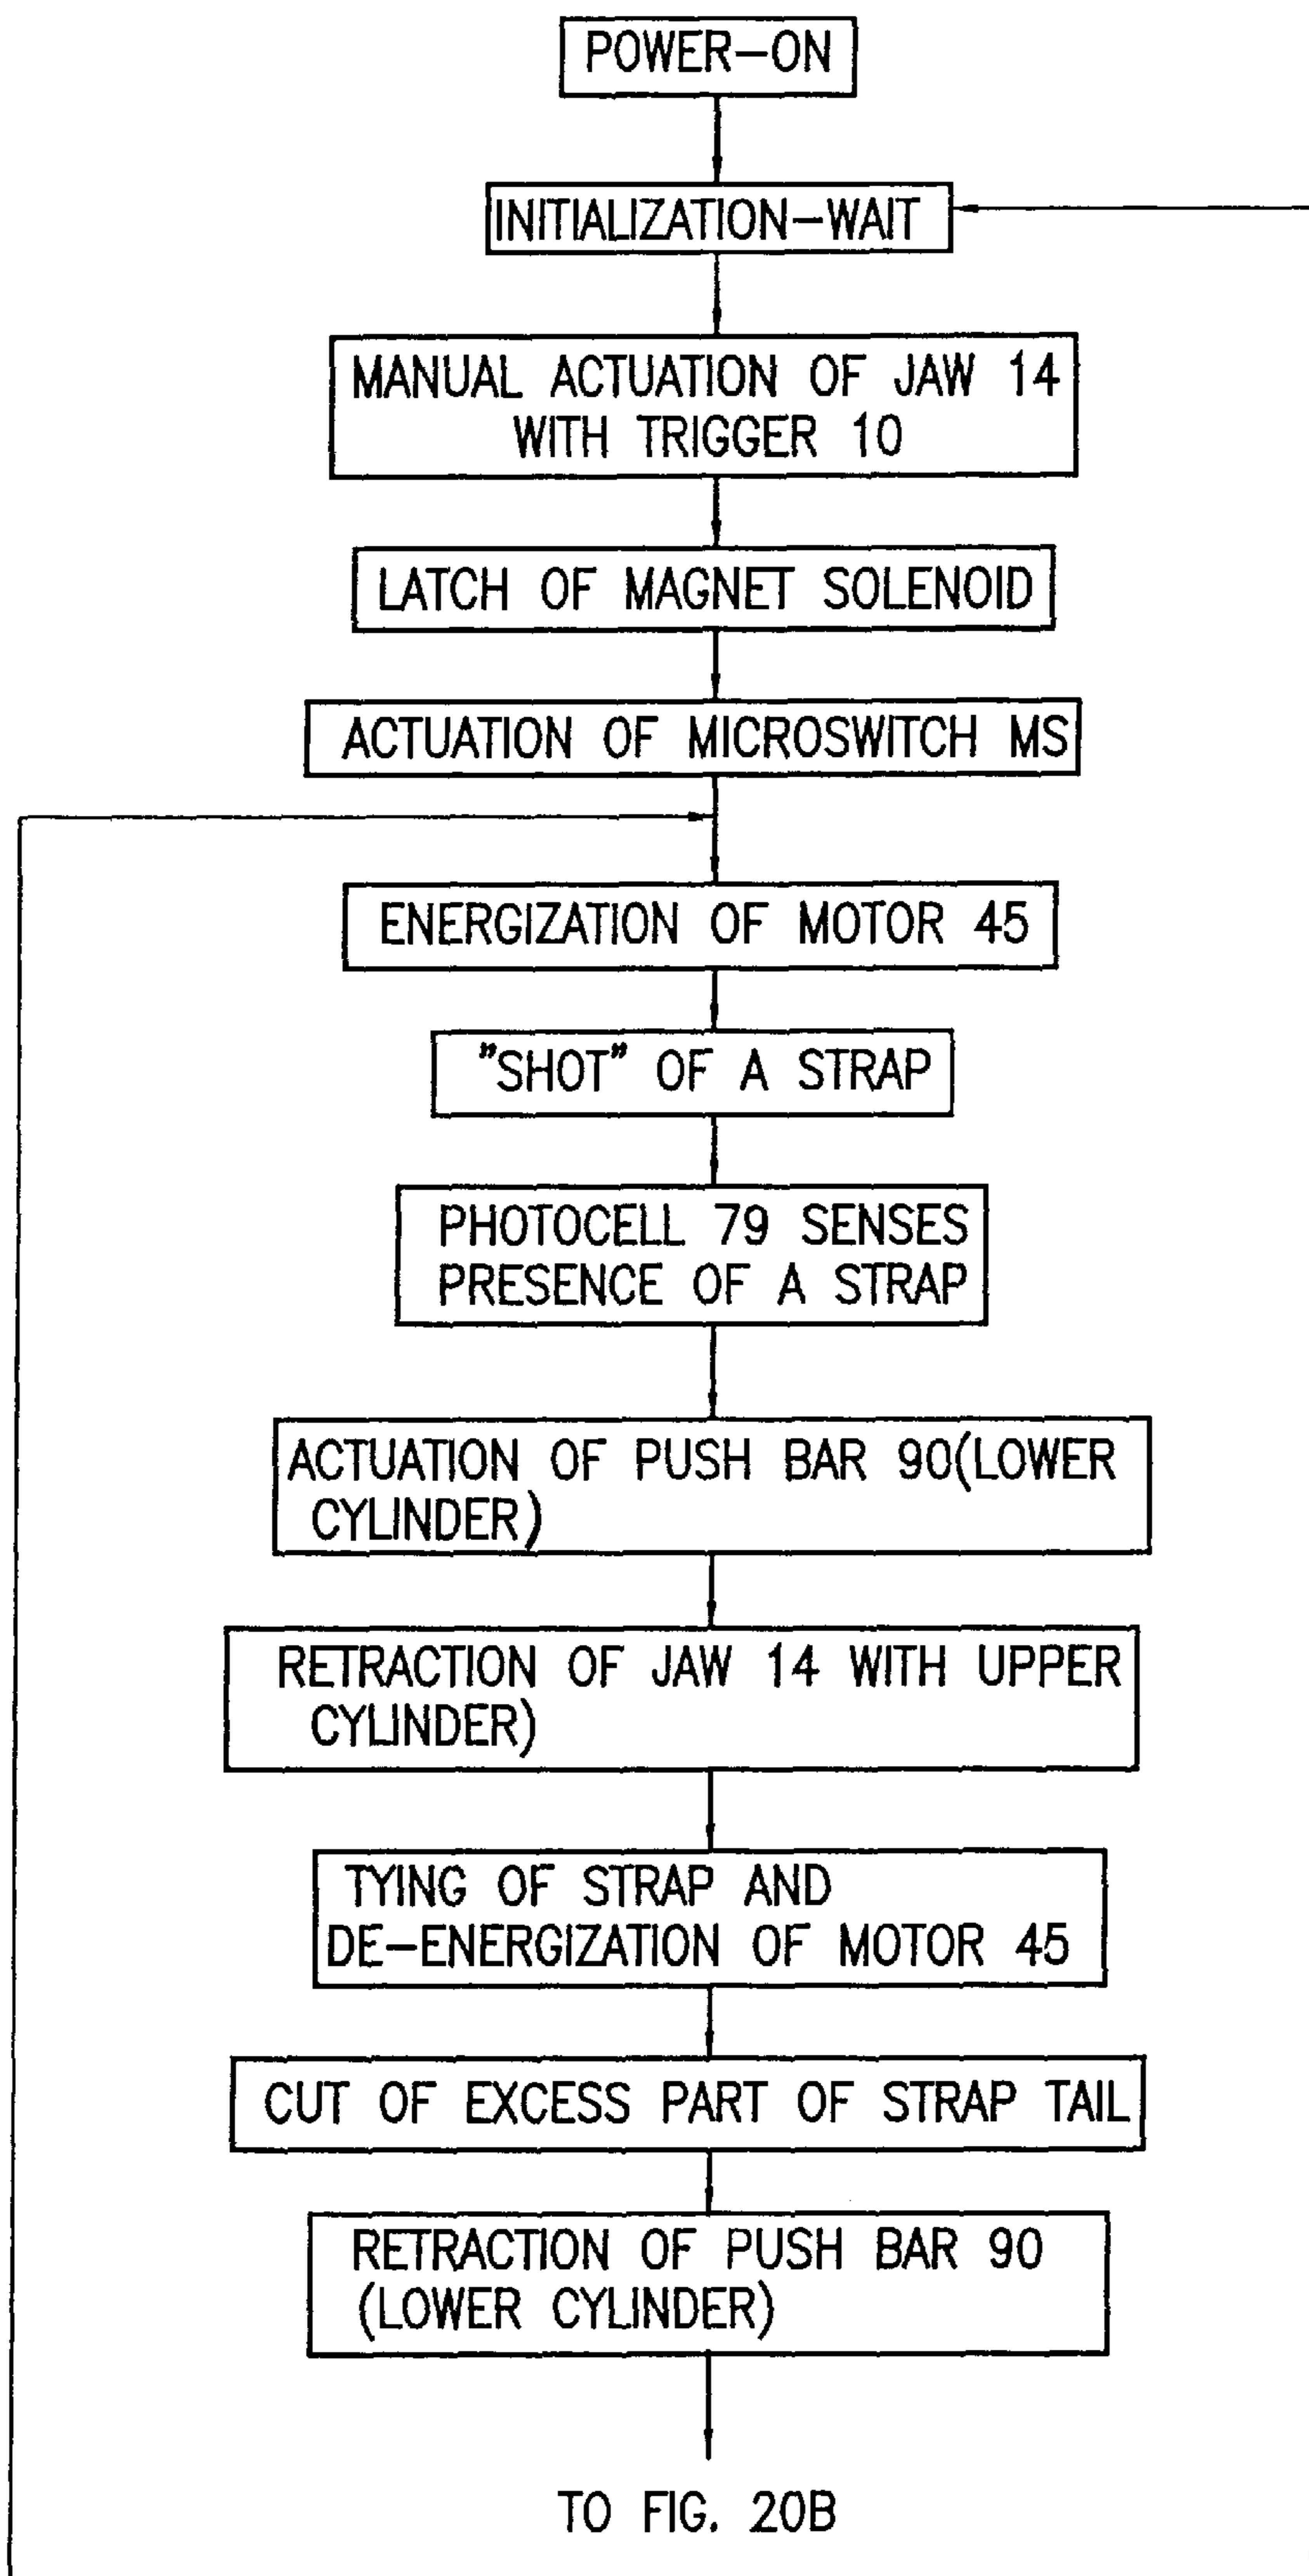 POWER-ON
INITIALIZATION-WAIT
MANUAL ACTUATION OF JAW 14
WITH TRIGGER 10
LATCH OF MAGNET SOLENOID
ACTUATION OF MICROSWITCH MS
ENERGIZATION OF MOTOR 45
"SHOT" OF A STRAP
PHOTOCELL 79 SENSES
PRESENCE OF A STRAP
ACTUATION OF PUSH BAR 90(LOWER
CYLINDER)
RETRACTION OF JAW 14 WITH UPPER
CYLINDER)
TYING OF STRAP AND
DE-ENERGIZATION OF MOTOR 45
CUT OF EXCESS PART OF STRAP TAIL
RETRACTION OF PUSH BAR 90
(LOWER CYLINDER)
TO FIG. 20B